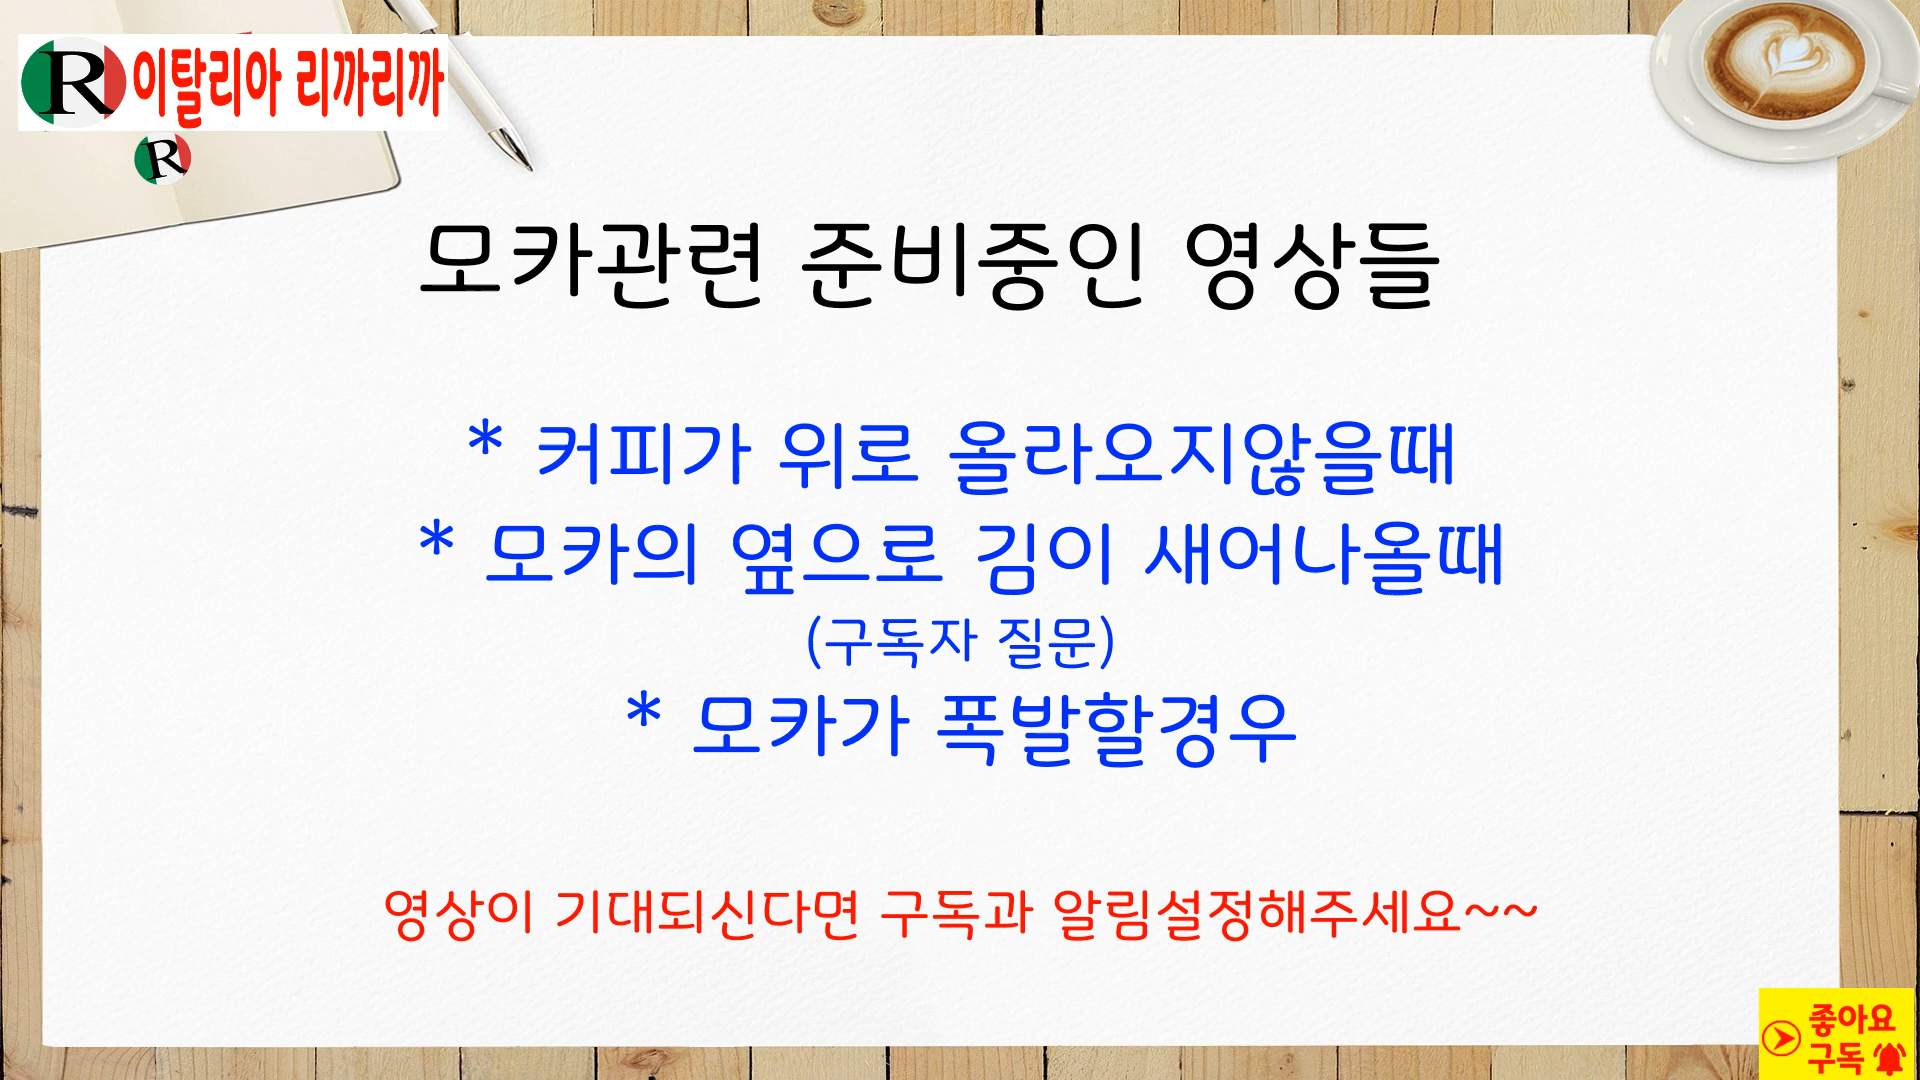 R 이탈리아 리까리까
R
모카관련 준비중인 영상들
* 커피가 위로 올라오지않을때
* 모카의 옆으로 김이 새어나올때
(구독자 질문)
* 모카가 폭발할경우
영상이 기대되신다면 구독과 알림설정해주세요~~
좋아요
구독